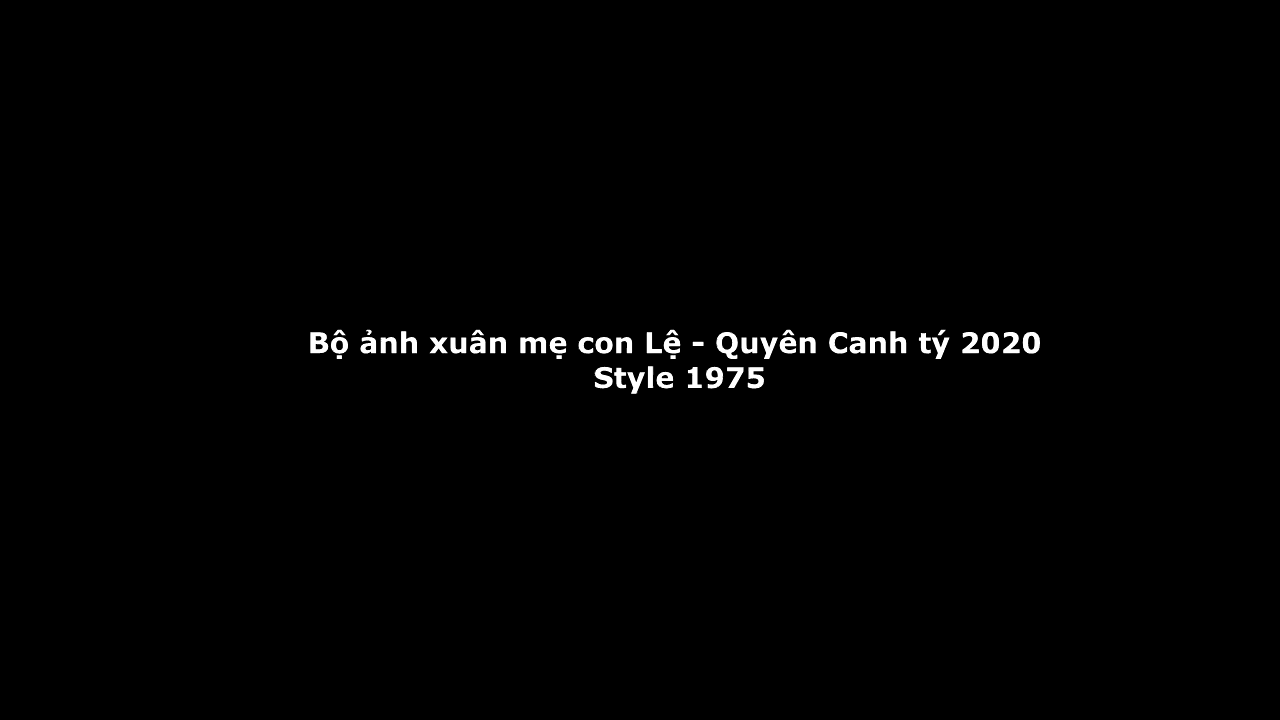 Bộ ảnh xuân mẹ con Lệ - Quyên Canh tý 2020
Style 1975